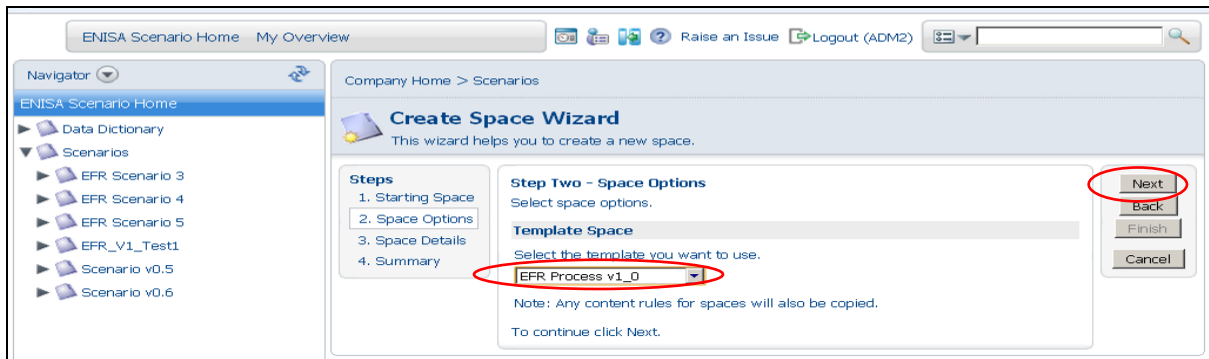 ENISA Scenario Home My Overview
Raise an Issue Logout (ADM2)
Navigator
ENISA Scenario Home
Data Dictionary
Scenarios
EFR Scenario 3
EFR Scenario 4
EFR Scenario 5
EFR_V1_Test1
Scenario v0.5
Scenario v0.6
Company Home > Scenarios
Create Space Wizard
This wizard helps you to create a new space.
Steps
1. Starting Space
2. Space Options
3. Space Details
4. Summary
Step Two - Space Options
Select space options.
Template Space
Select the template you want to use.
EFR Process v1_0
Note: Any content rules for spaces will also be copied.
To continue click Next.
Next
Back
Finish
Cancel